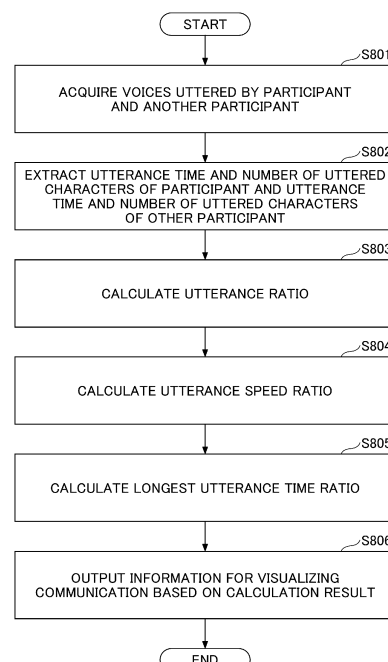 START
S801
ACQUIRE VOICES UTTERED BY PARTICIPANT
AND ANOTHER PARTICIPANT
S802
EXTRACT UTTERANCE TIME AND NUMBER OF UTTERED
CHARACTERS OF PARTICIPANT AND UTTERANCE
TIME AND NUMBER OF UTTERED CHARACTERS
OF OTHER PARTICIPANT
S803
CALCULATE UTTERANCE RATIO
S804
CALCULATE UTTERANCE SPEED RATIO
S805
CALCULATE LONGEST UTTERANCE TIME RATIO
S806
OUTPUT INFORMATION FOR VISUALIZING
COMMUNICATION BASED ON CALCULATION RESULT
END